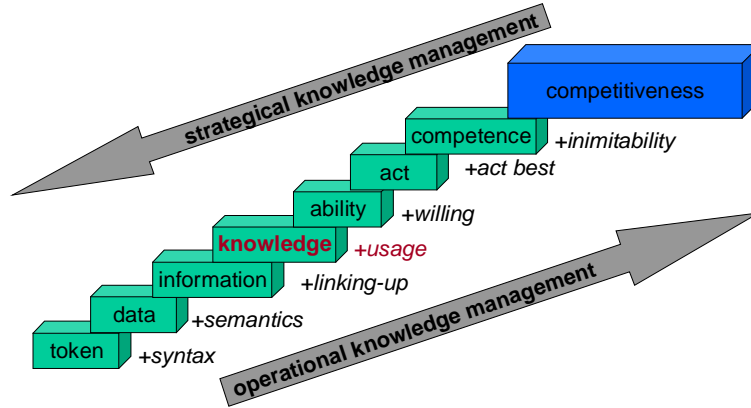 strategical knowledge management
competitiveness
competence
+inimitability
act
+act best
ability
+willing
knowledge
+usage
information
+linking-up
data
+semantics
token
+syntax
operational knowledge management